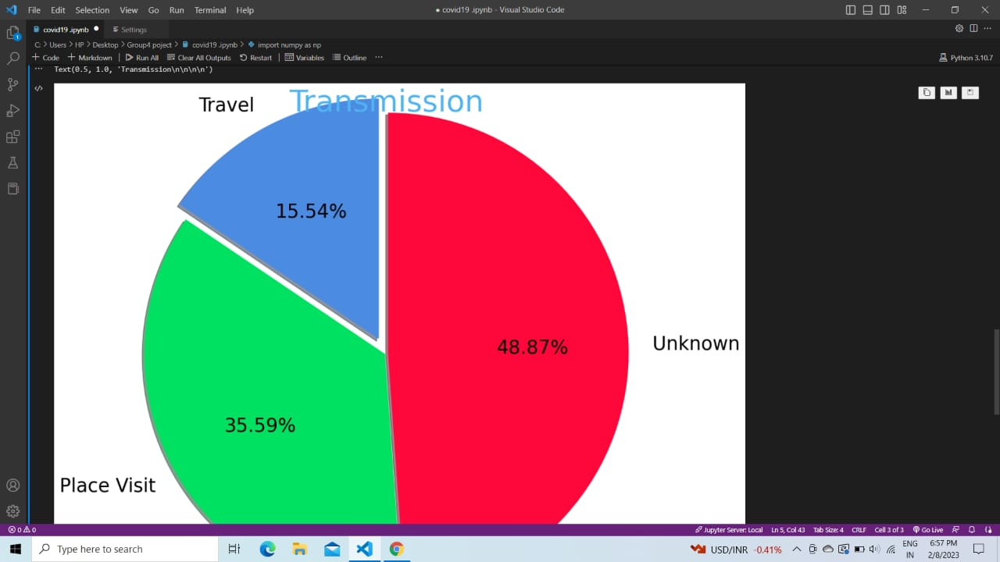 File Edit Selection View Go Run Terminal Help
● covid19 .ipynb - Visual Studio Code
covid19 .ipynb ●
Settings
C: > Users > HP > Desktop > Group4 poject > covid19 .ipynb > import numpy as np
+ Code + Markdown | Run All Clear All Outputs Restart | Variables Outline ···
Python 3.10.7
··· Text(0.5, 1.0, 'Transmission\n\n\n\n')
Transmission
Travel
15.54%
48.87%
Unknown
35.59%
Place Visit
1
0 0
Jupyter Server: Local Ln 5, Col 43 Tab Size: 4 CRLF Cell 3 of 3 Go Live
Type here to search
USD/INR -0.41%
ENG
IN
6:57 PM
2/8/2023